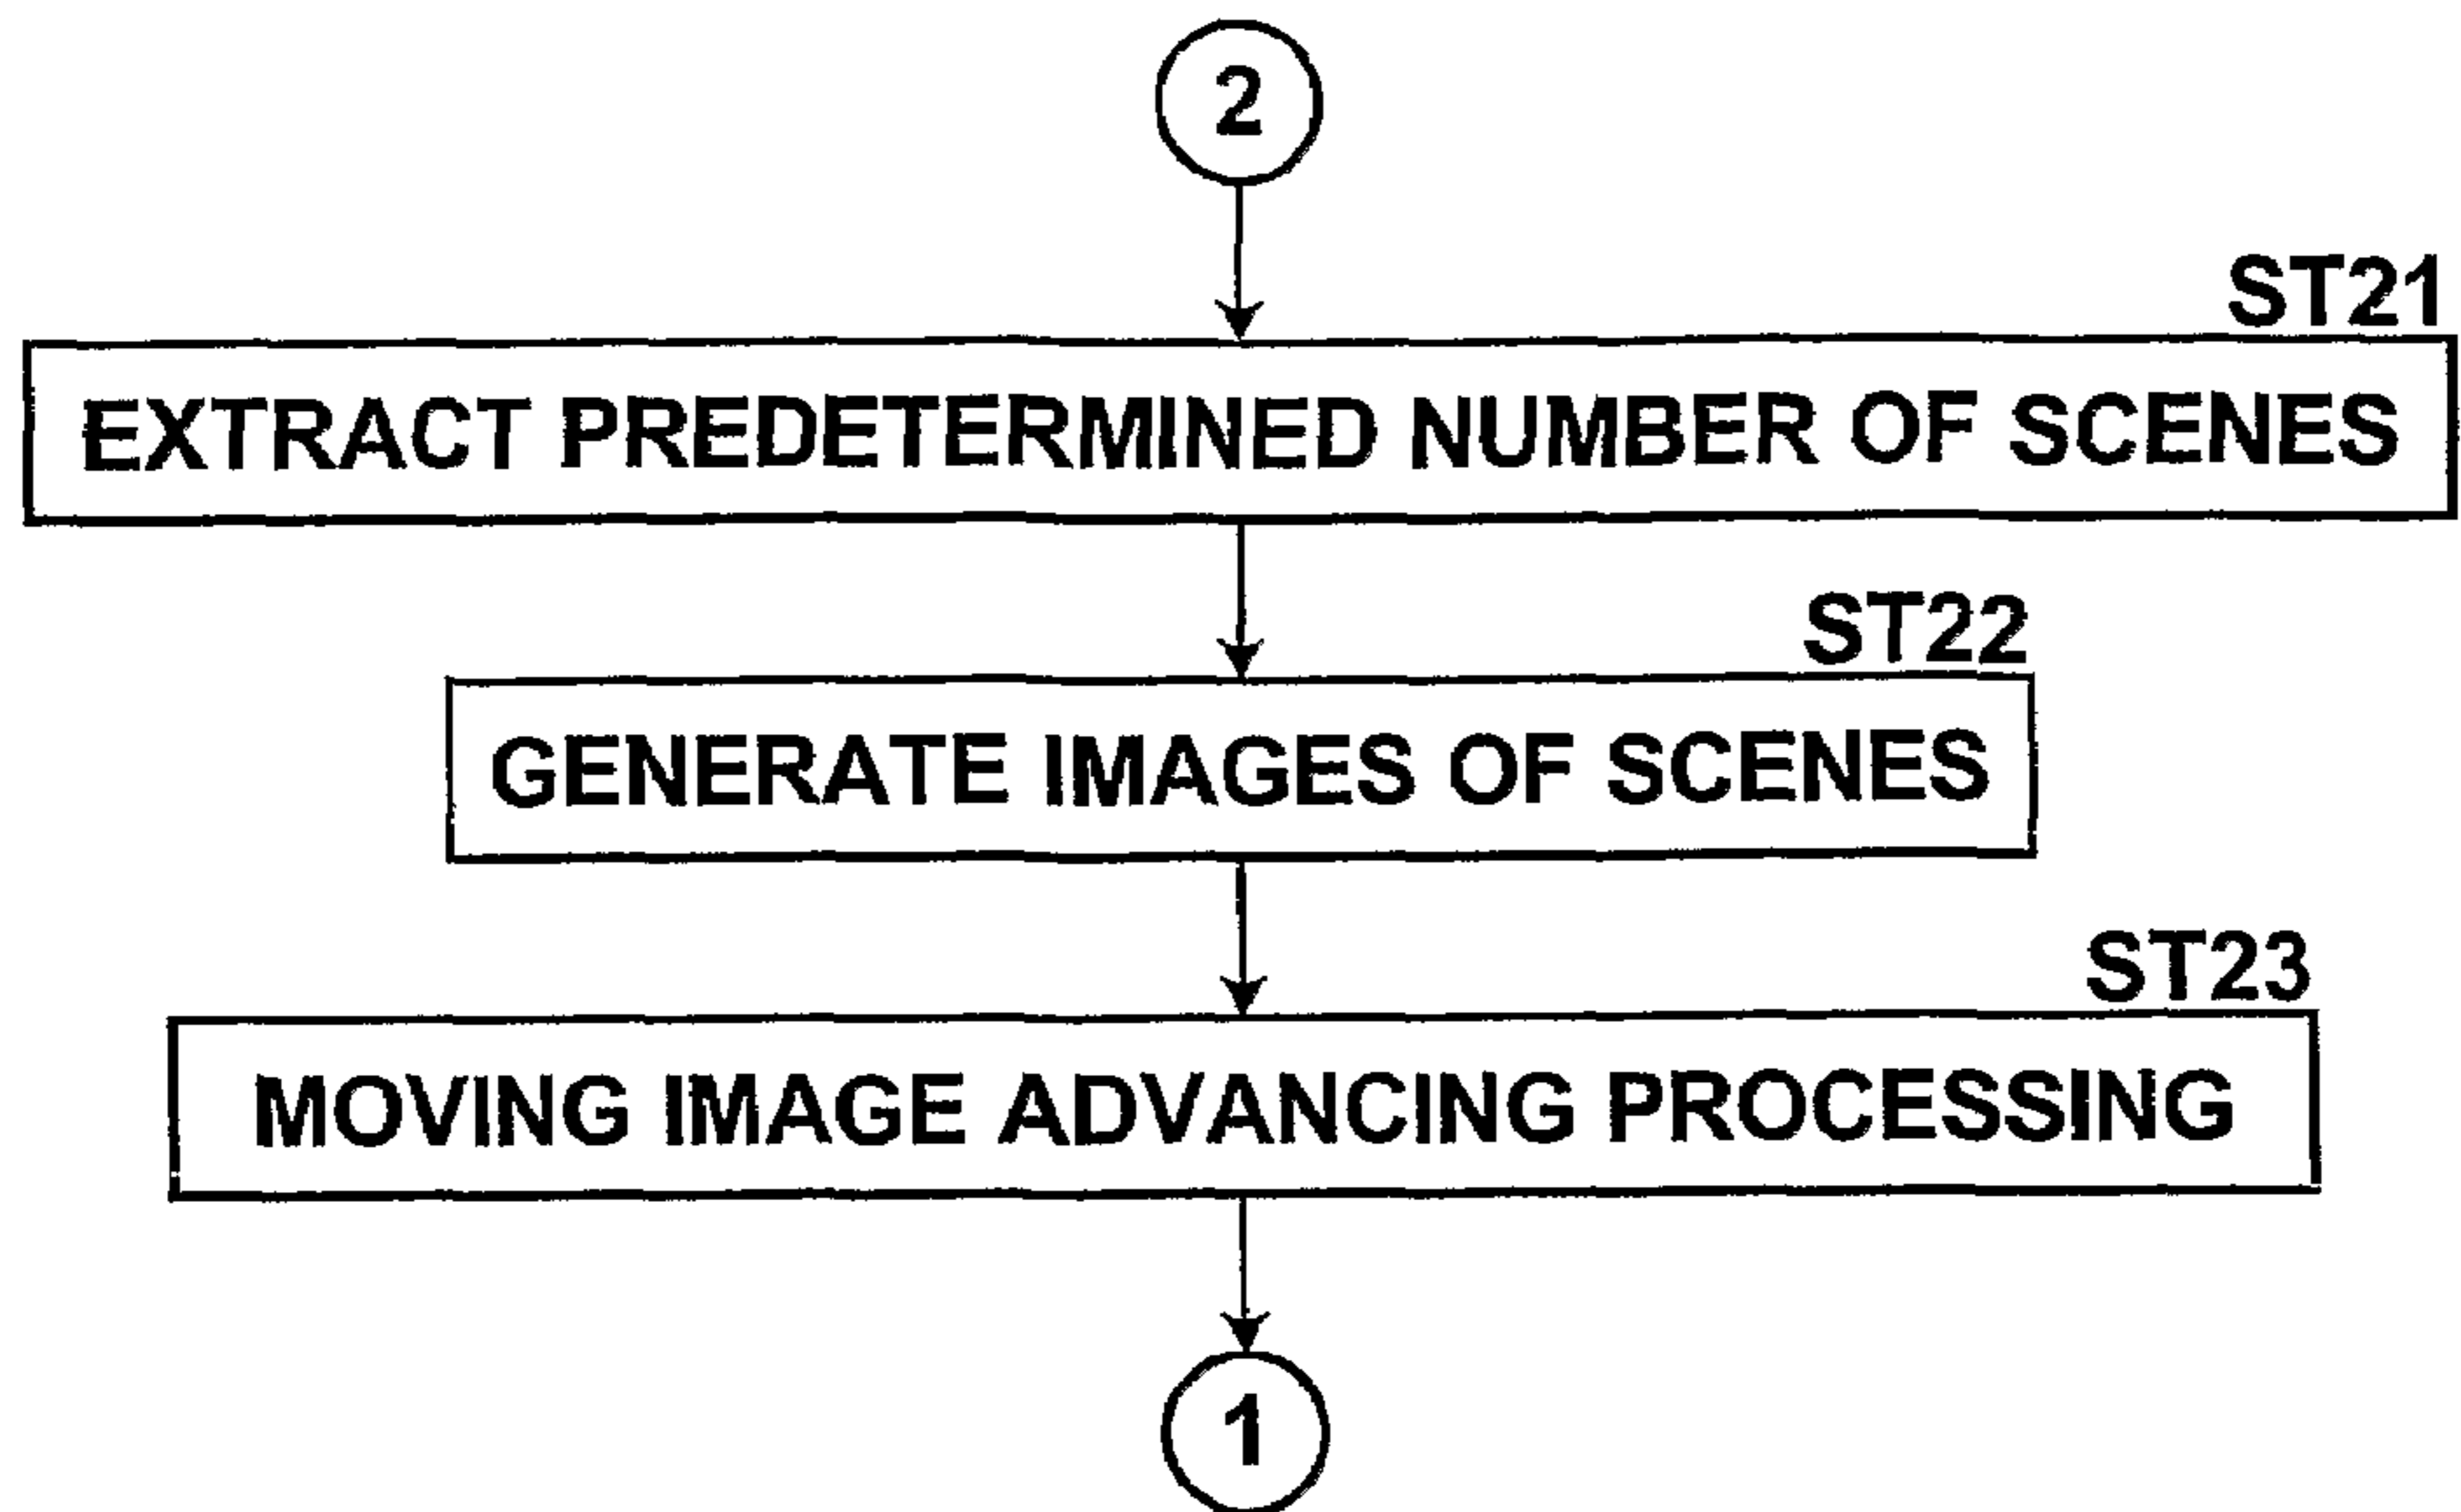 2
ST21
EXTRACT PREDETERMINED NUMBER OF SCENES
ST22
GENERATE IMAGES OF SCENES
ST23
MOVING IMAGE ADVANCING PROCESSING
1